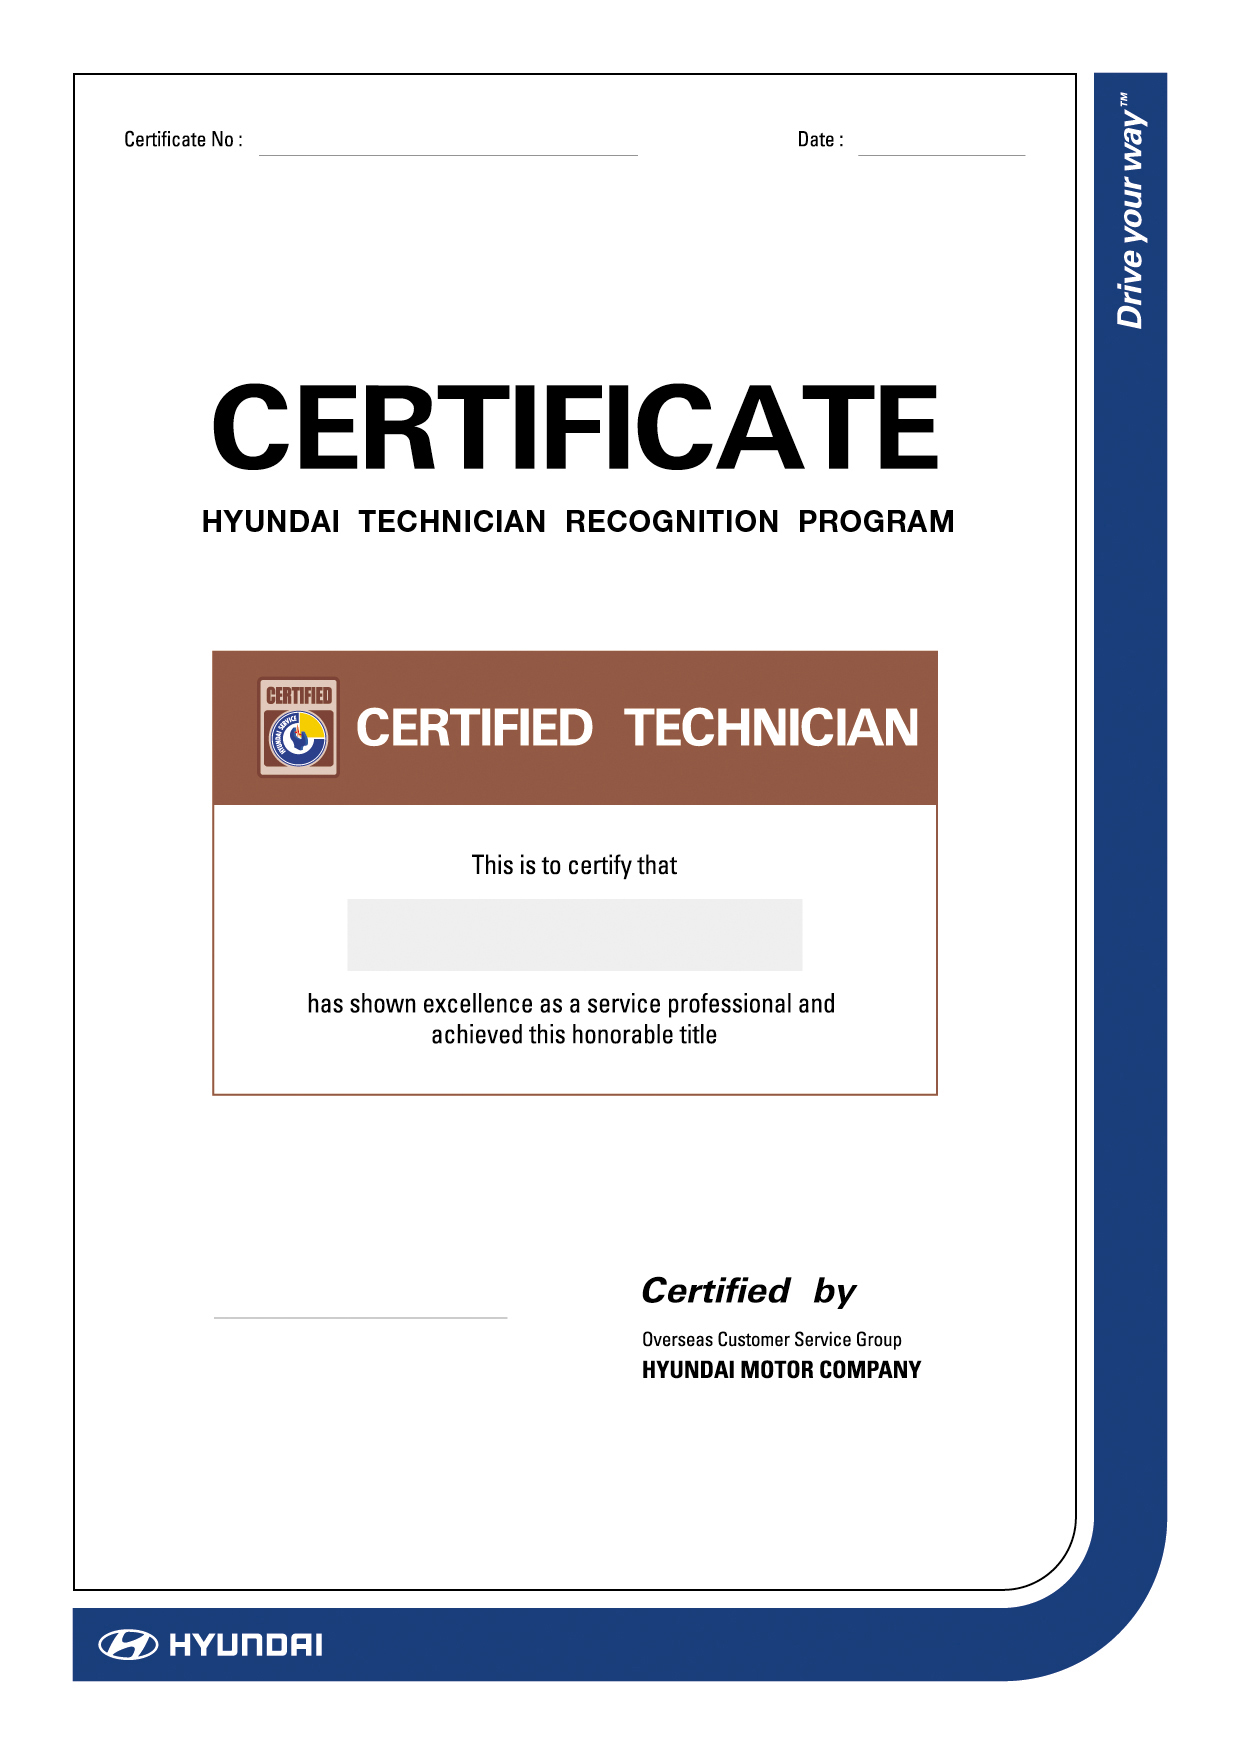 Certificate No :
Date :
Drive your way™
CERTIFICATE
HYUNDAI TECHNICIAN RECOGNITION PROGRAM
CERTIFIED
HYUNDAI SERVICE
CERTIFIED TECHNICIAN
This is to certify that
has shown excellence as a service professional and
achieved this honorable title
Certified by
Overseas Customer Service Group
HYUNDAI MOTOR COMPANY
HYUNDAI